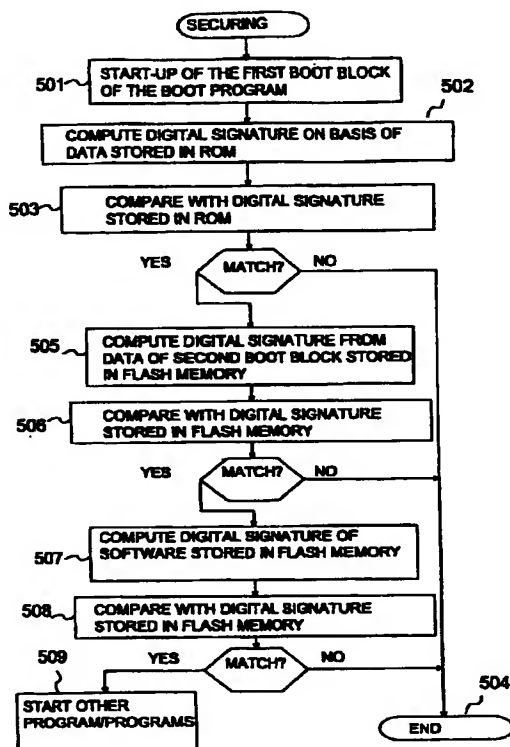 SECURING
501
START-UP OF THE FIRST BOOT BLOCK
OF THE BOOT PROGRAM
502
COMPUTE DIGITAL SIGNATURE ON BASIS OF
DATA STORED IN ROM
503
COMPARE WITH DIGITAL SIGNATURE
STORED IN ROM
YES
MATCH?
NO
505
COMPUTE DIGITAL SIGNATURE FROM
DATA OF SECOND BOOT BLOCK STORED
IN FLASH MEMORY
506
COMPARE WITH DIGITAL SIGNATURE
STORED IN FLASH MEMORY
YES
MATCH?
NO
507
COMPUTE DIGITAL SIGNATURE OF
SOFTWARE STORED IN FLASH MEMORY
508
COMPARE WITH DIGITAL SIGNATURE
STORED IN FLASH MEMORY
YES
MATCH?
NO
509
START OTHER
PROGRAM/PROGRAMS
504
END